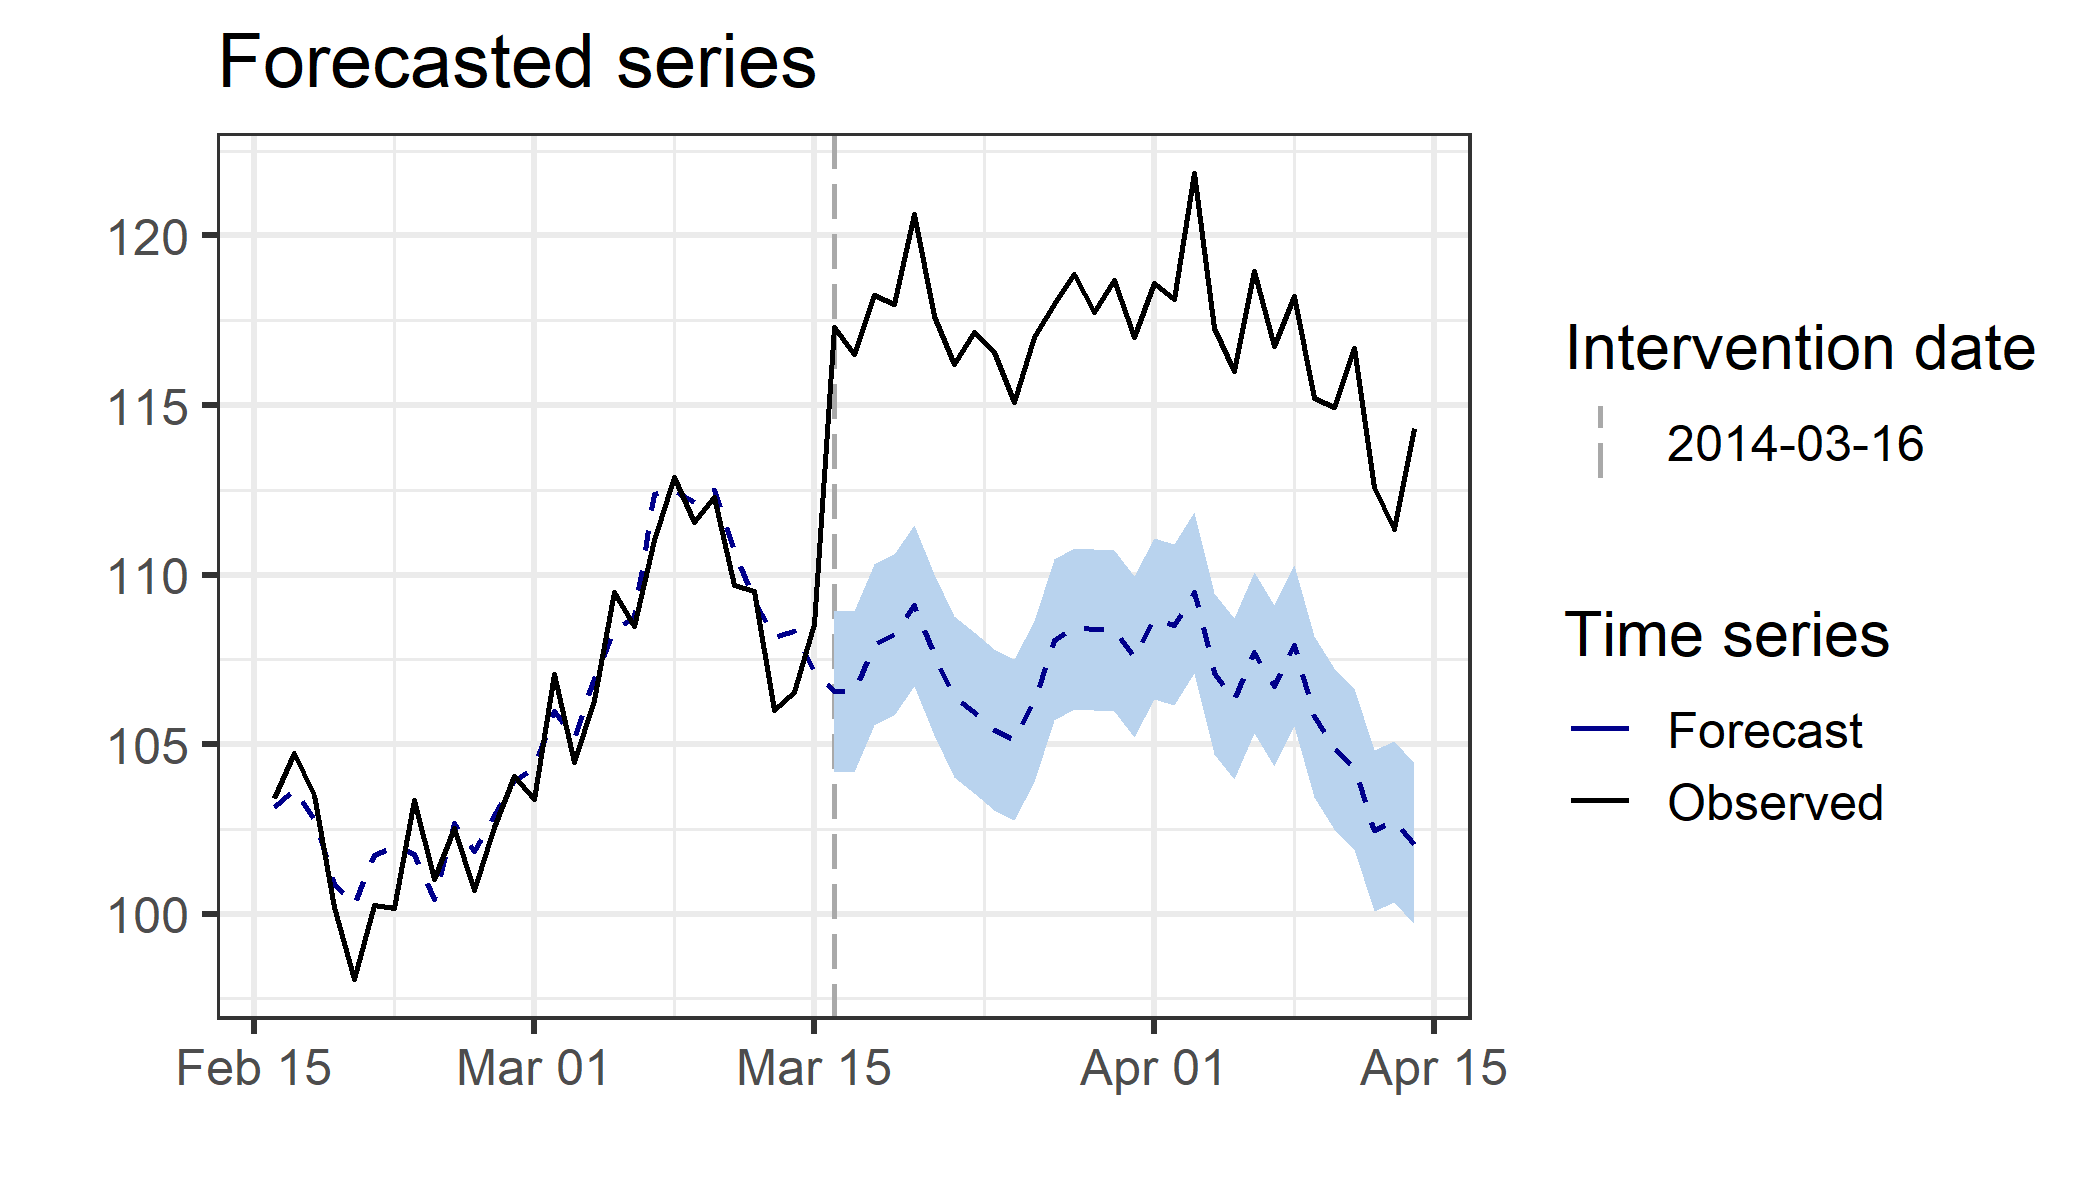 Forecasted series
120
115
110
105
100
Feb 15
Mar 01
Mar 15
Apr 01
Apr 15
Intervention date
2014-03-16
Time series
Forecast
Observed